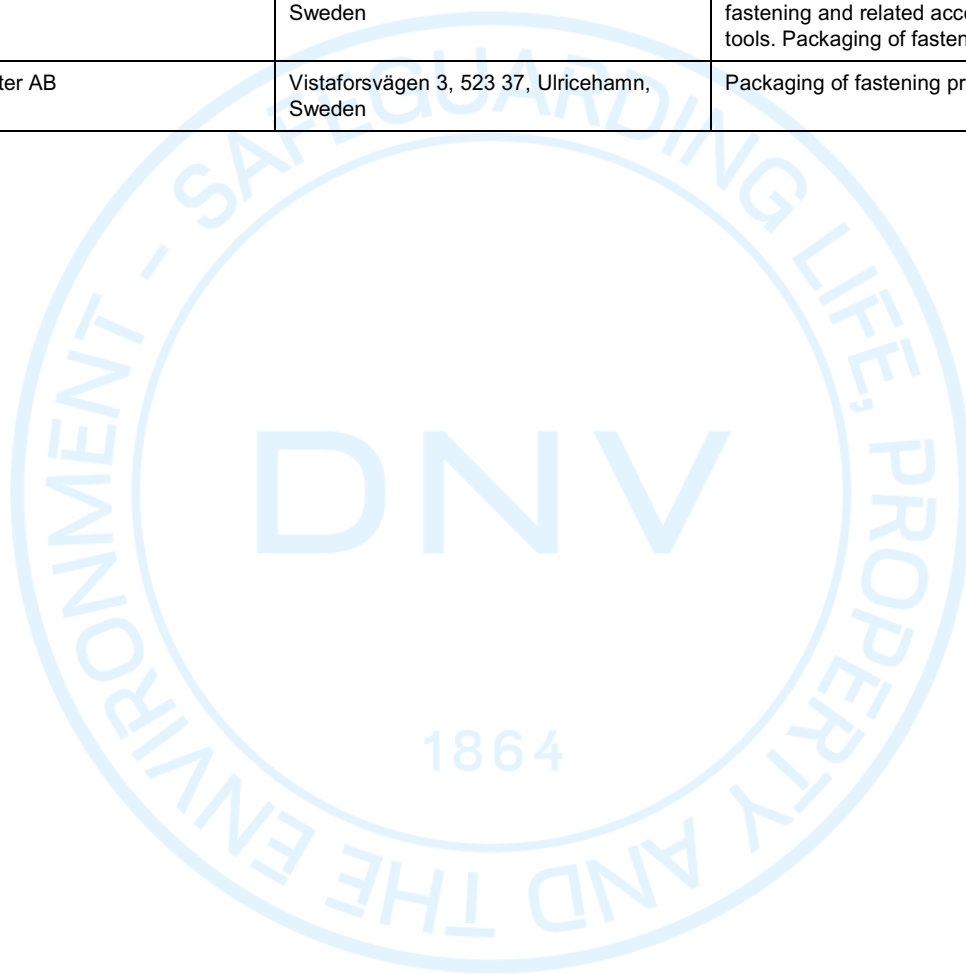 Sweden
fastening and related acc
tools. Packaging of fasten
ter AB
Vistaforsvägen 3, 523 37, Ulricehamn,
Sweden
Packaging of fastening pr
SAFEGUARDING LIFE, PROPERTY AND THE ENVIRONMENT -
DNV
1864